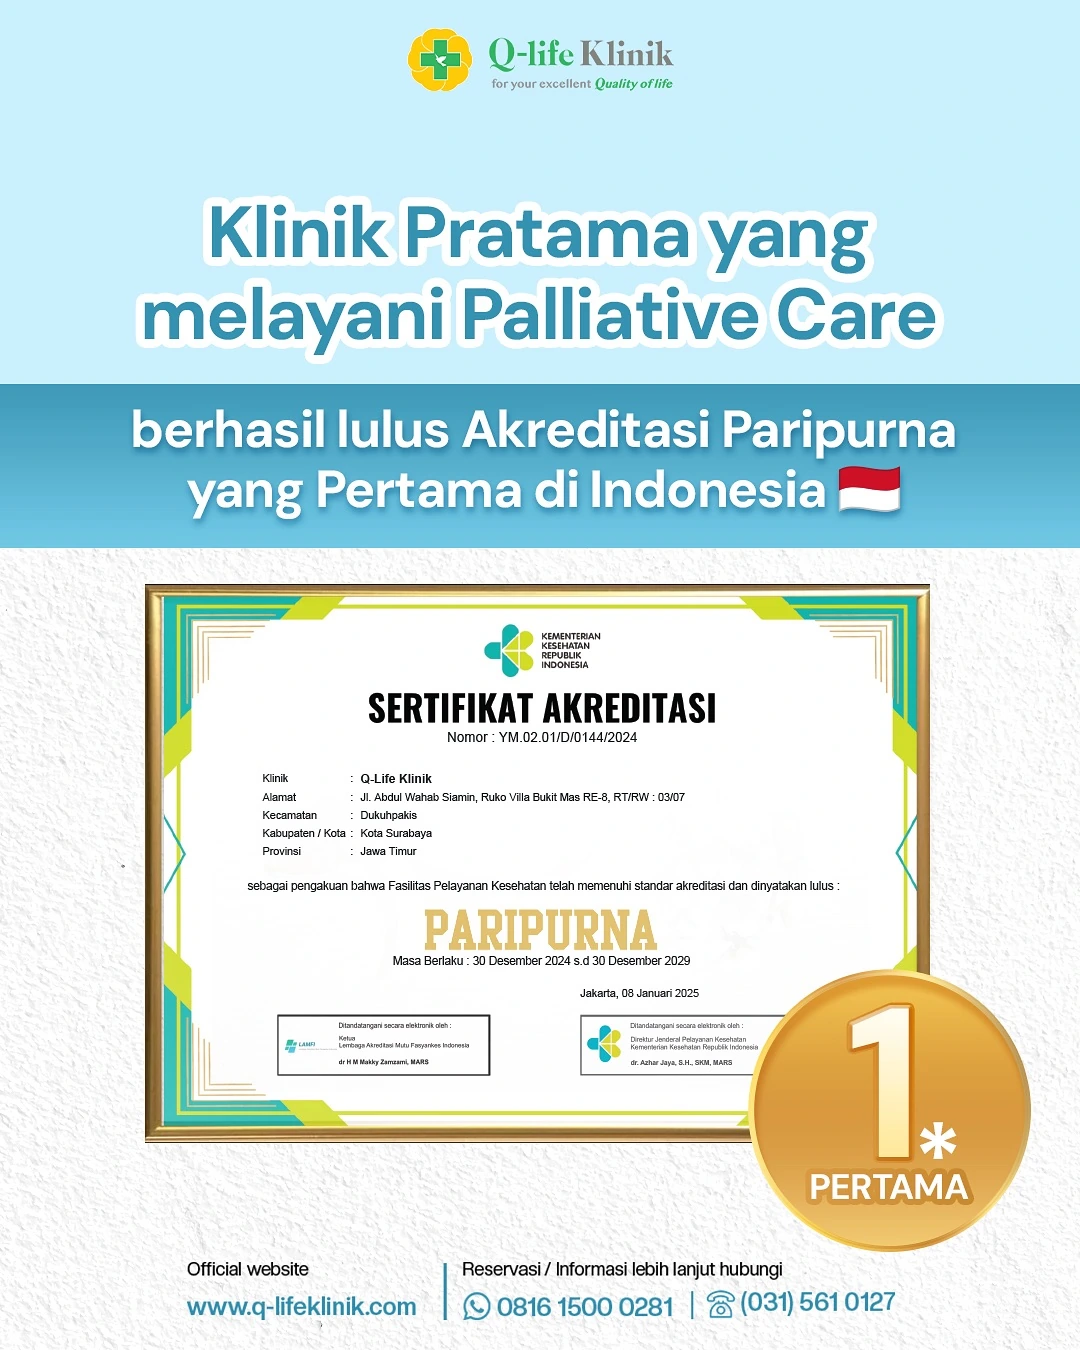 Q-life Klinik
for your excellent Quality of life
Klinik Pratama yang
melayani Palliative Care
berhasil lulus Akreditasi Paripurna
yang Pertama di Indonesia
KEMENTERIAN
KESEHATAN
REPUBLIK
INDONESIA
SERTIFIKAT AKREDITASI
Nomor : YM.02.01/D/0144/2024
Klinik : Q-Life Klinik
Alamat : Jl. Abdul Wahab Siamin, Ruko Villa Bukit Mas RE-8, RT/RW : 03/07
Kecamatan : Dukuhpakis
Kabupaten / Kota : Kota Surabaya
Provinsi : Jawa Timur
sebagai pengakuan bahwa Fasilitas Pelayanan Kesehatan telah memenuhi standar akreditasi dan dinyatakan lulus :
PARIPURNA
Masa Berlaku : 30 Desember 2024 s.d 30 Desember 2029
Jakarta, 08 Januari 2025
Ditandatangani secara elektronik oleh :
Ketua
Lembaga Akreditasi Mutu Fasyankes Indonesia
dr H M Makky Zamzami, MARS
LAMFI
Ditandatangani secara elektronik oleh :
Direktur Jenderal Pelayanan Kesehatan
Kementerian Kesehatan Republik Indonesia
dr. Azhar Jaya, S.H., SKM, MARS
1*
PERTAMA
Official website
www.q-lifeklinik.com
Reservasi / Informasi lebih lanjut hubungi
0816 1500 0281 | (031) 561 0127